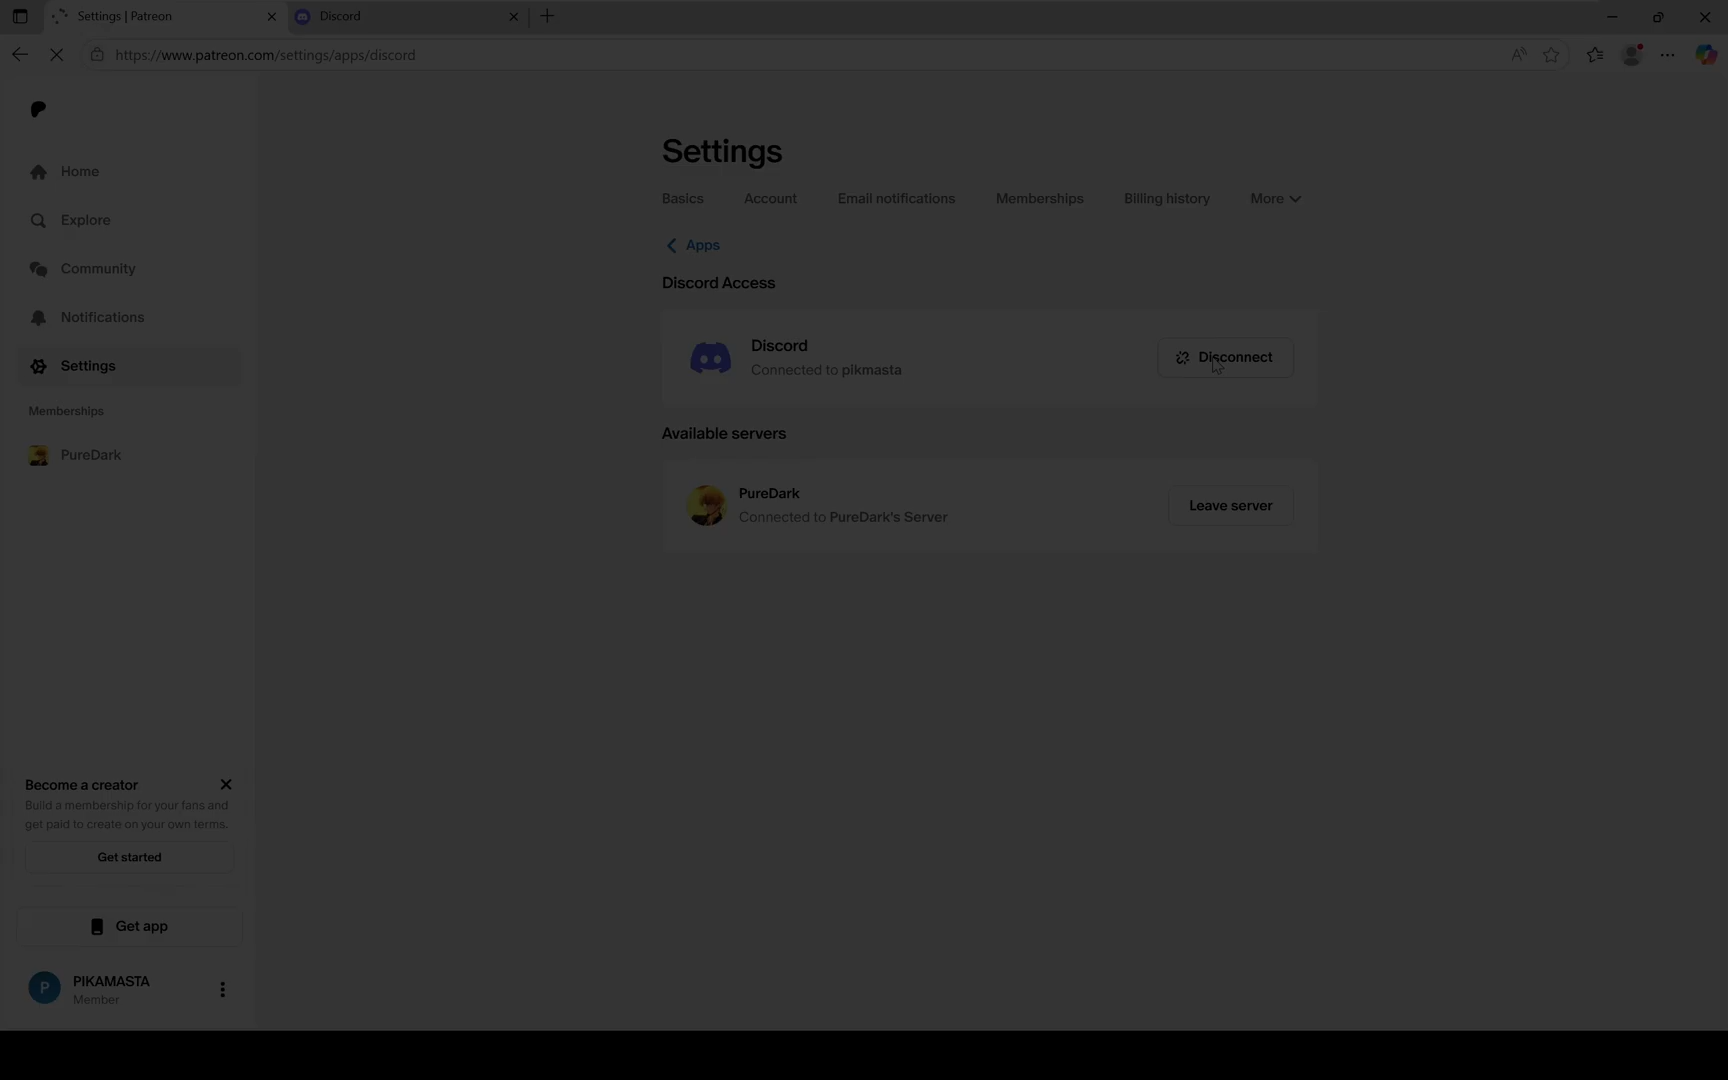 Settings | Patreon
Discord
https://www.patreon.com/settings/apps/discord
Home
Explore
Community
Notifications
Settings
Memberships
PureDark
Become a creator
Build a membership for your fans and
get paid to create on your own terms.
Get started
Get app
P
PIKAMASTA
Member
Settings
Basics
Account
Email notifications
Memberships
Billing history
More
Apps
Discord Access
Discord
Connected to pikmasta
Disconnect
Available servers
PureDark
Connected to PureDark's Server
Leave server